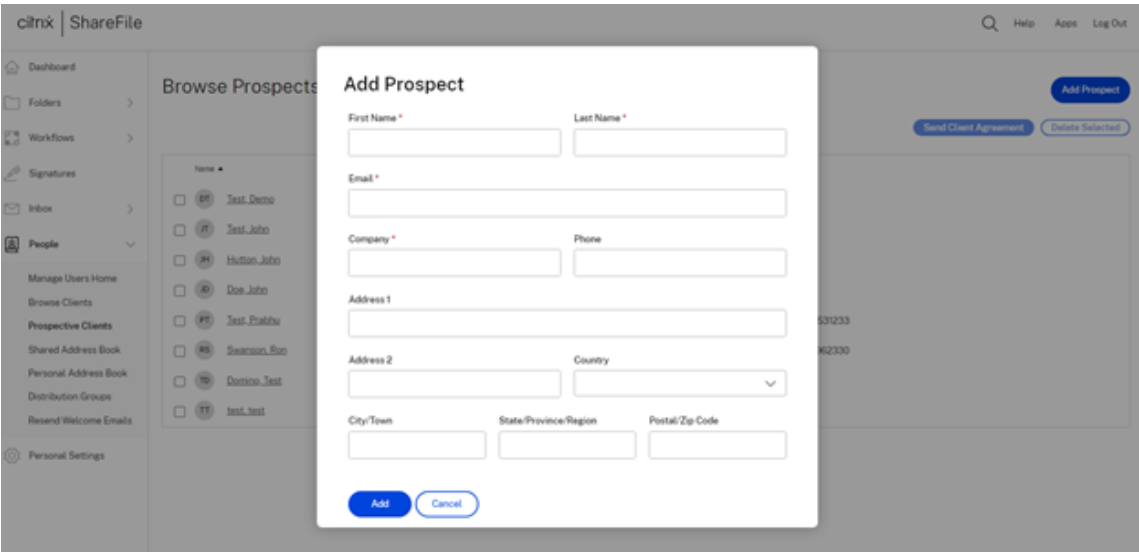 citrix | ShareFile
Help Apps Log Out
Dashboard
Folders
Workflows
Signatures
Inbox
People
Manage Users Home
Browse Clients
Prospective Clients
Shared Address Book
Personal Address Book
Distribution Groups
Resend Welcome Emails
Personal Settings
Browse Prospects
Add Prospect
Send Client Agreement Delete Selected
Name
DT Test, Demo
JT Test, John
JH Hutton, John
JD Doe, John
PT Test, Prabhu
531233
RS Swanson, Ron
962330
TD Domino, Test
TT test, test
Add Prospect
First Name * Last Name *
Email *
Company * Phone
Address 1
Address 2 Country
City/Town State/Province/Region Postal/Zip Code
Add Cancel